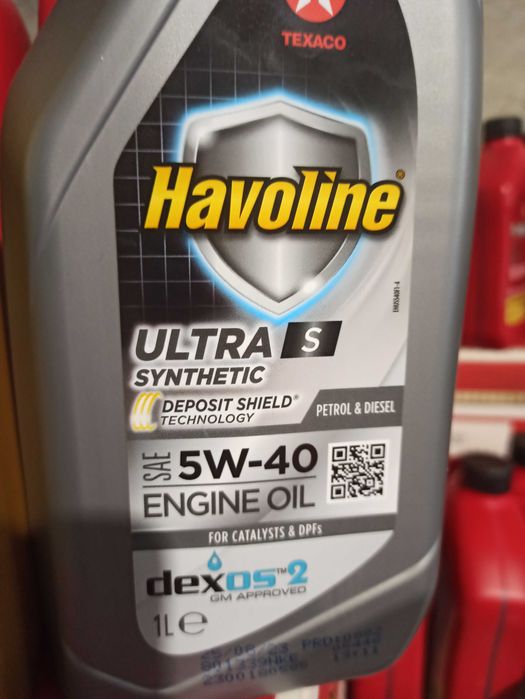 TEXACO
Havoline®
ULTRA S
SYNTHETIC
DEPOSIT SHIELD®
TECHNOLOGY
PETROL & DIESEL
SAE 5W-40
ENGINE OIL
FOR CATALYSTS & DPFs
dexos™2
GM APPROVED
1L e